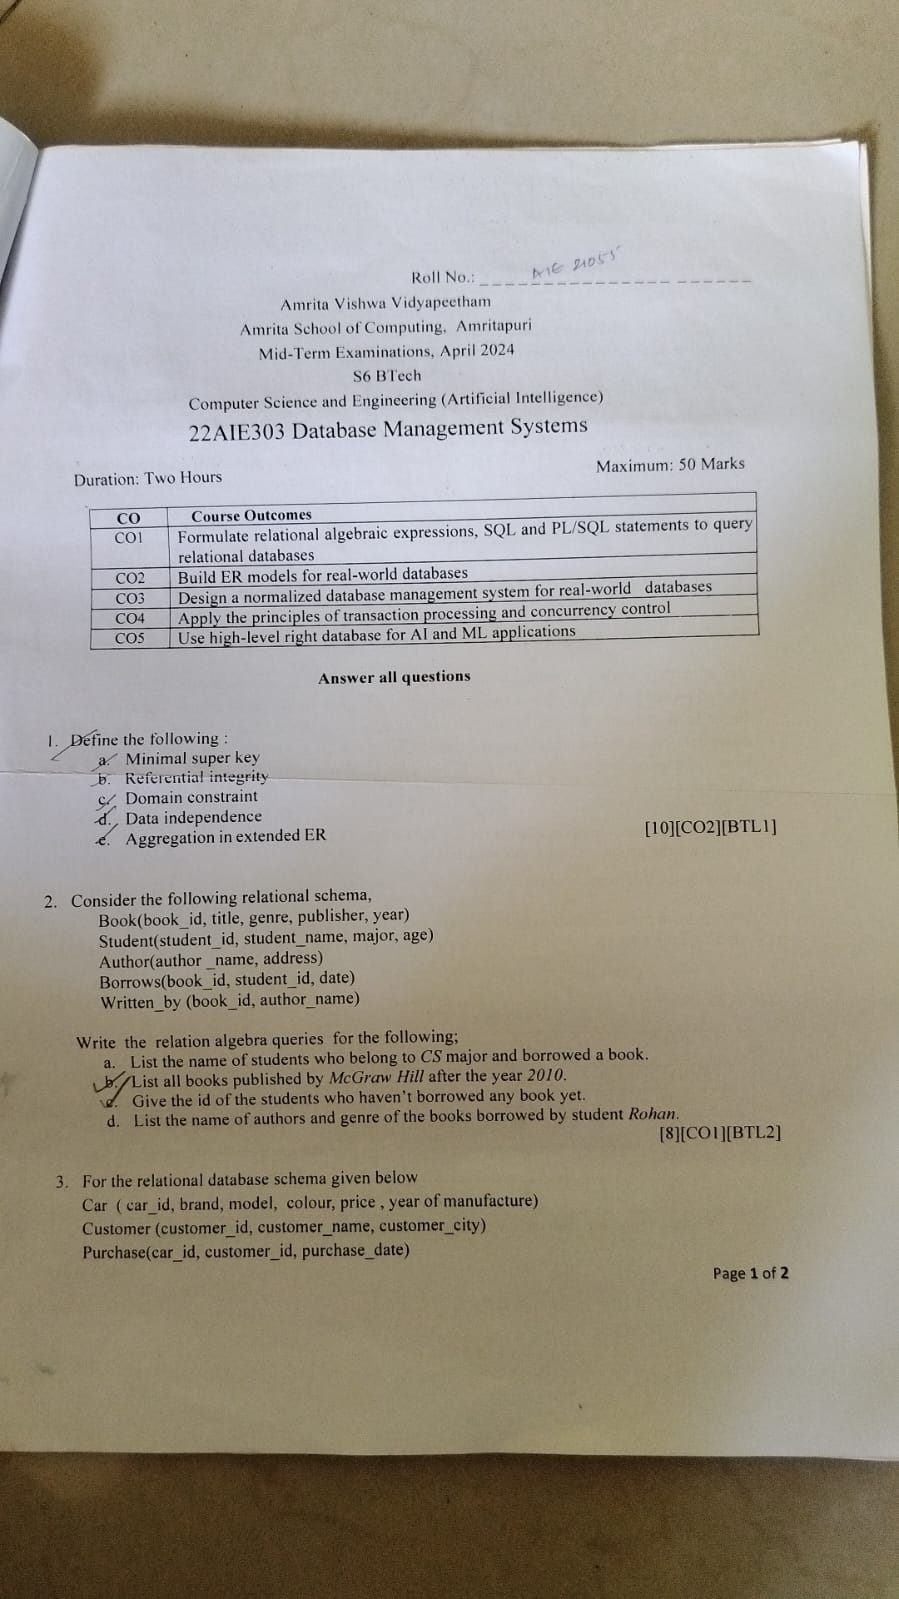 Roll No.: AIE 21055
Amrita Vishwa Vidyapeetham
Amrita School of Computing, Amritapuri
Mid-Term Examinations, April 2024
S6 BTech
Computer Science and Engineering (Artificial Intelligence)
22AIE303 Database Management Systems
Duration: Two Hours Maximum: 50 Marks
CO Course Outcomes
CO1 Formulate relational algebraic expressions, SQL and PL/SQL statements to query
relational databases
CO2 Build ER models for real-world databases
CO3 Design a normalized database management system for real-world databases
CO4 Apply the principles of transaction processing and concurrency control
CO5 Use high-level right database for AI and ML applications
Answer all questions
1. Define the following :
a. Minimal super key
b. Referential integrity
c. Domain constraint
d. Data independence
e. Aggregation in extended ER [10][CO2][BTL1]
2. Consider the following relational schema,
Book(book_id, title, genre, publisher, year)
Student(student_id, student_name, major, age)
Author(author _name, address)
Borrows(book_id, student_id, date)
Written_by (book_id, author_name)
Write the relation algebra queries for the following;
a. List the name of students who belong to CS major and borrowed a book.
b. List all books published by McGraw Hill after the year 2010.
c. Give the id of the students who haven't borrowed any book yet.
d. List the name of authors and genre of the books borrowed by student Rohan.
[8][CO1][BTL2]
3. For the relational database schema given below
Car ( car_id, brand, model, colour, price , year of manufacture)
Customer (customer_id, customer_name, customer_city)
Purchase(car_id, customer_id, purchase_date)
Page 1 of 2